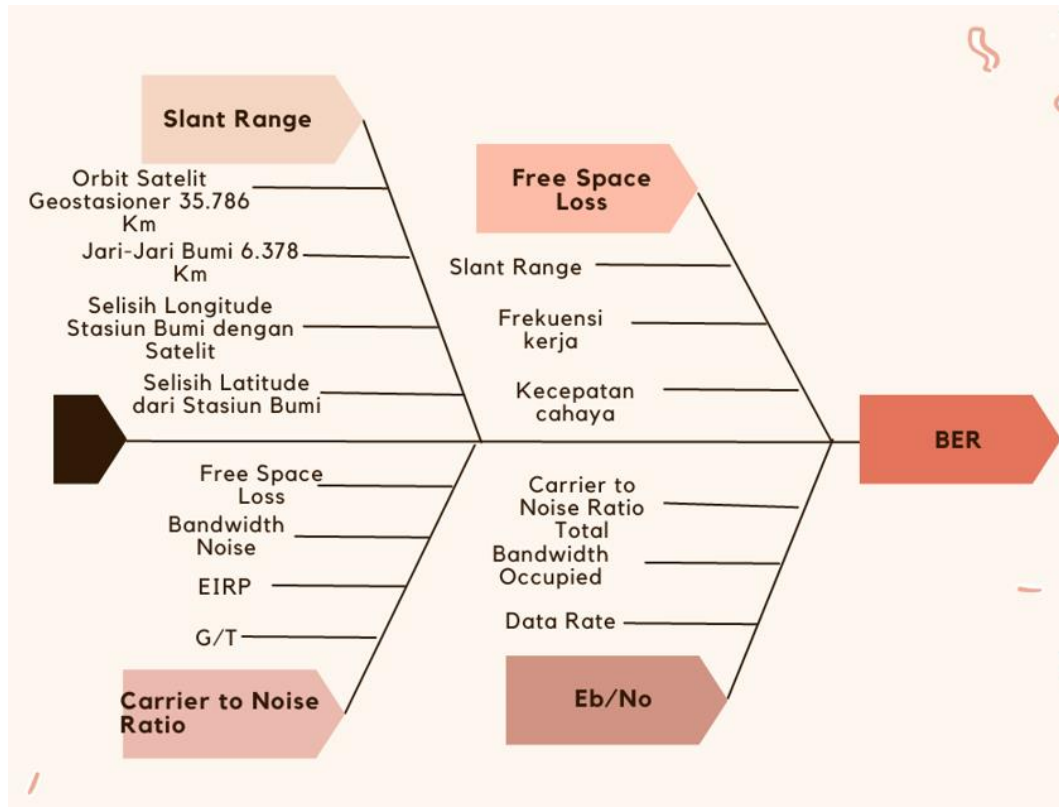 Slant Range
Orbit Satelit
Geostasioner 35.786
Km
Jari-Jari Bumi 6.378
Km
Selisih Longitude
Stasiun Bumi dengan
Satelit
Selisih Latitude
dari Stasiun Bumi
Free Space
Loss
Slant Range
Frekuensi
kerja
Kecepatan
cahaya
BER
Free Space
Loss
Bandwidth
Noise
EIRP
G/T
Carrier to Noise
Ratio
Carrier to
Noise Ratio
Total
Bandwidth
Occupied
Data Rate
Eb/No